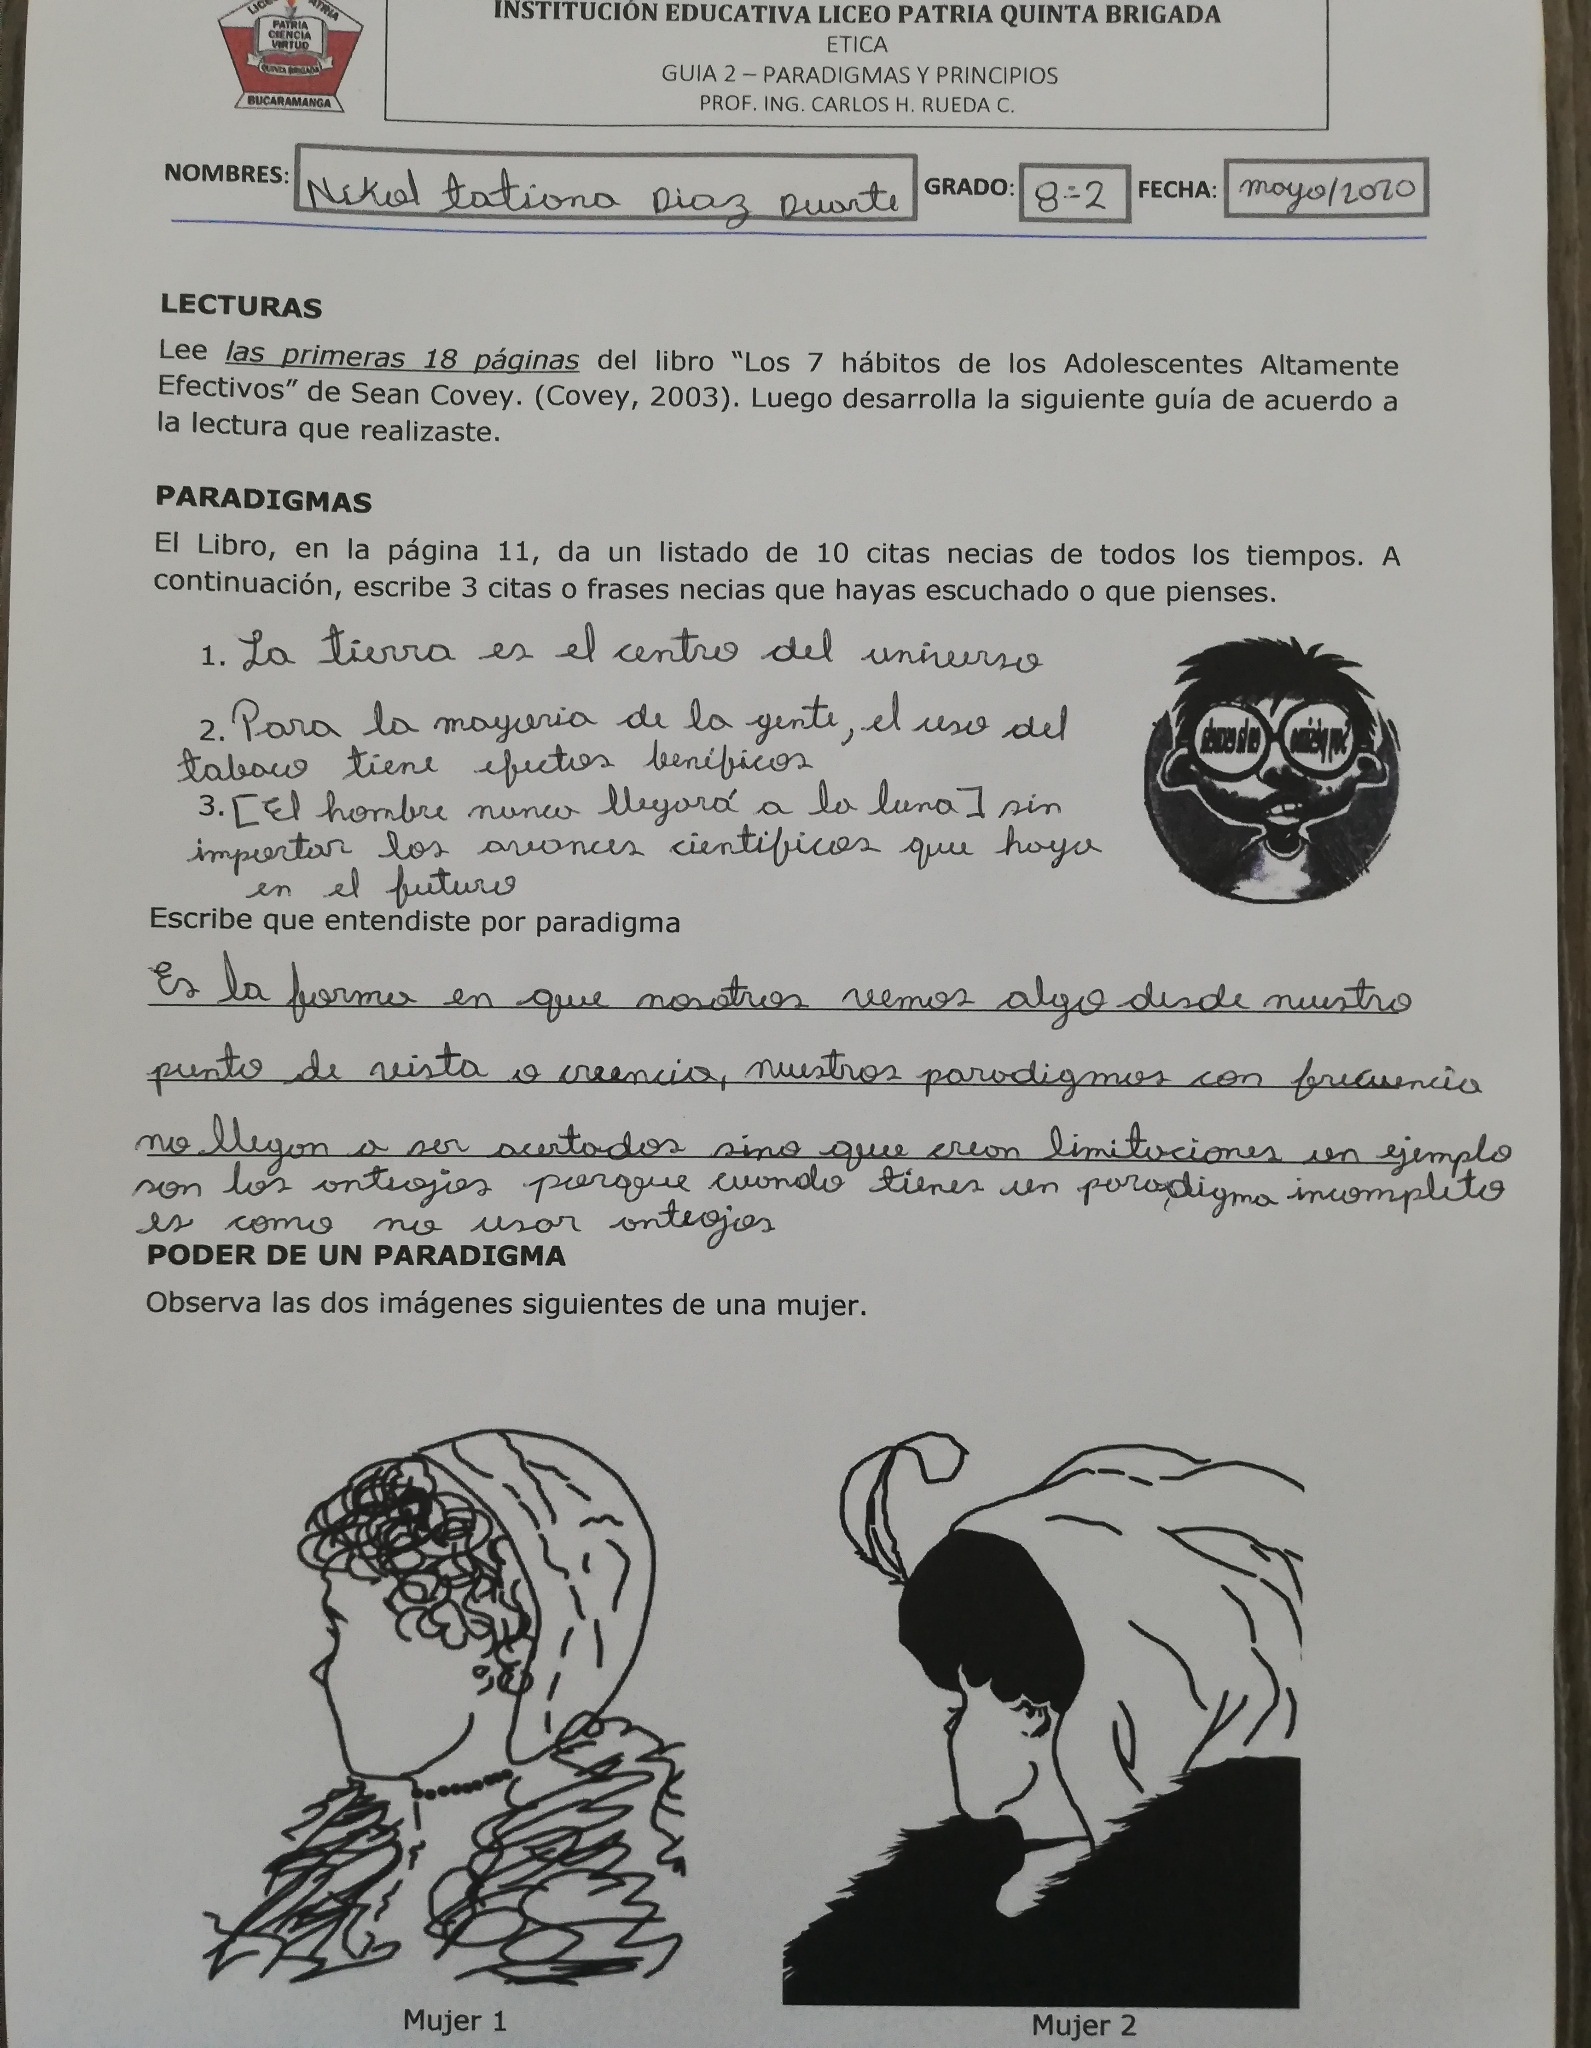 LICEO PATRIA
PATRIA
CIENCIA
VIRTUD
QUINTA BRIGADA
BUCARAMANGA
INSTITUCIÓN EDUCATIVA LICEO PATRIA QUINTA BRIGADA
ETICA
GUIA 2 – PARADIGMAS Y PRINCIPIOS
PROF. ING. CARLOS H. RUEDA C.
NOMBRES: Nikol tatiana Diaz Duarte GRADO: 8=2 FECHA: mayo/2020
LECTURAS
Lee las primeras 18 páginas del libro “Los 7 hábitos de los Adolescentes Altamente
Efectivos” de Sean Covey. (Covey, 2003). Luego desarrolla la siguiente guía de acuerdo a
la lectura que realizaste.
PARADIGMAS
El Libro, en la página 11, da un listado de 10 citas necias de todos los tiempos. A
continuación, escribe 3 citas o frases necias que hayas escuchado o que pienses.
1. La tierra es el centro del universo
2. Para la mayoria de la gente, el uso del
tabaco tiene efectos benéficos
3. [El hombre nunca llegará a la luna] sin
importar los avances cientificos que haya
en el futuro
Escribe que entendiste por paradigma
Es la forma en que nosotros vemos algo desde nuestro
punto de vista o creencia, nuestros paradigmas con frecuencia
no llegan a ser acertados sino que crean limitaciones un ejemplo
son los anteojos porque cuando tienes un paradigma incompleto
es como no usar anteojos
PODER DE UN PARADIGMA
Observa las dos imágenes siguientes de una mujer.
Mujer 1
Mujer 2